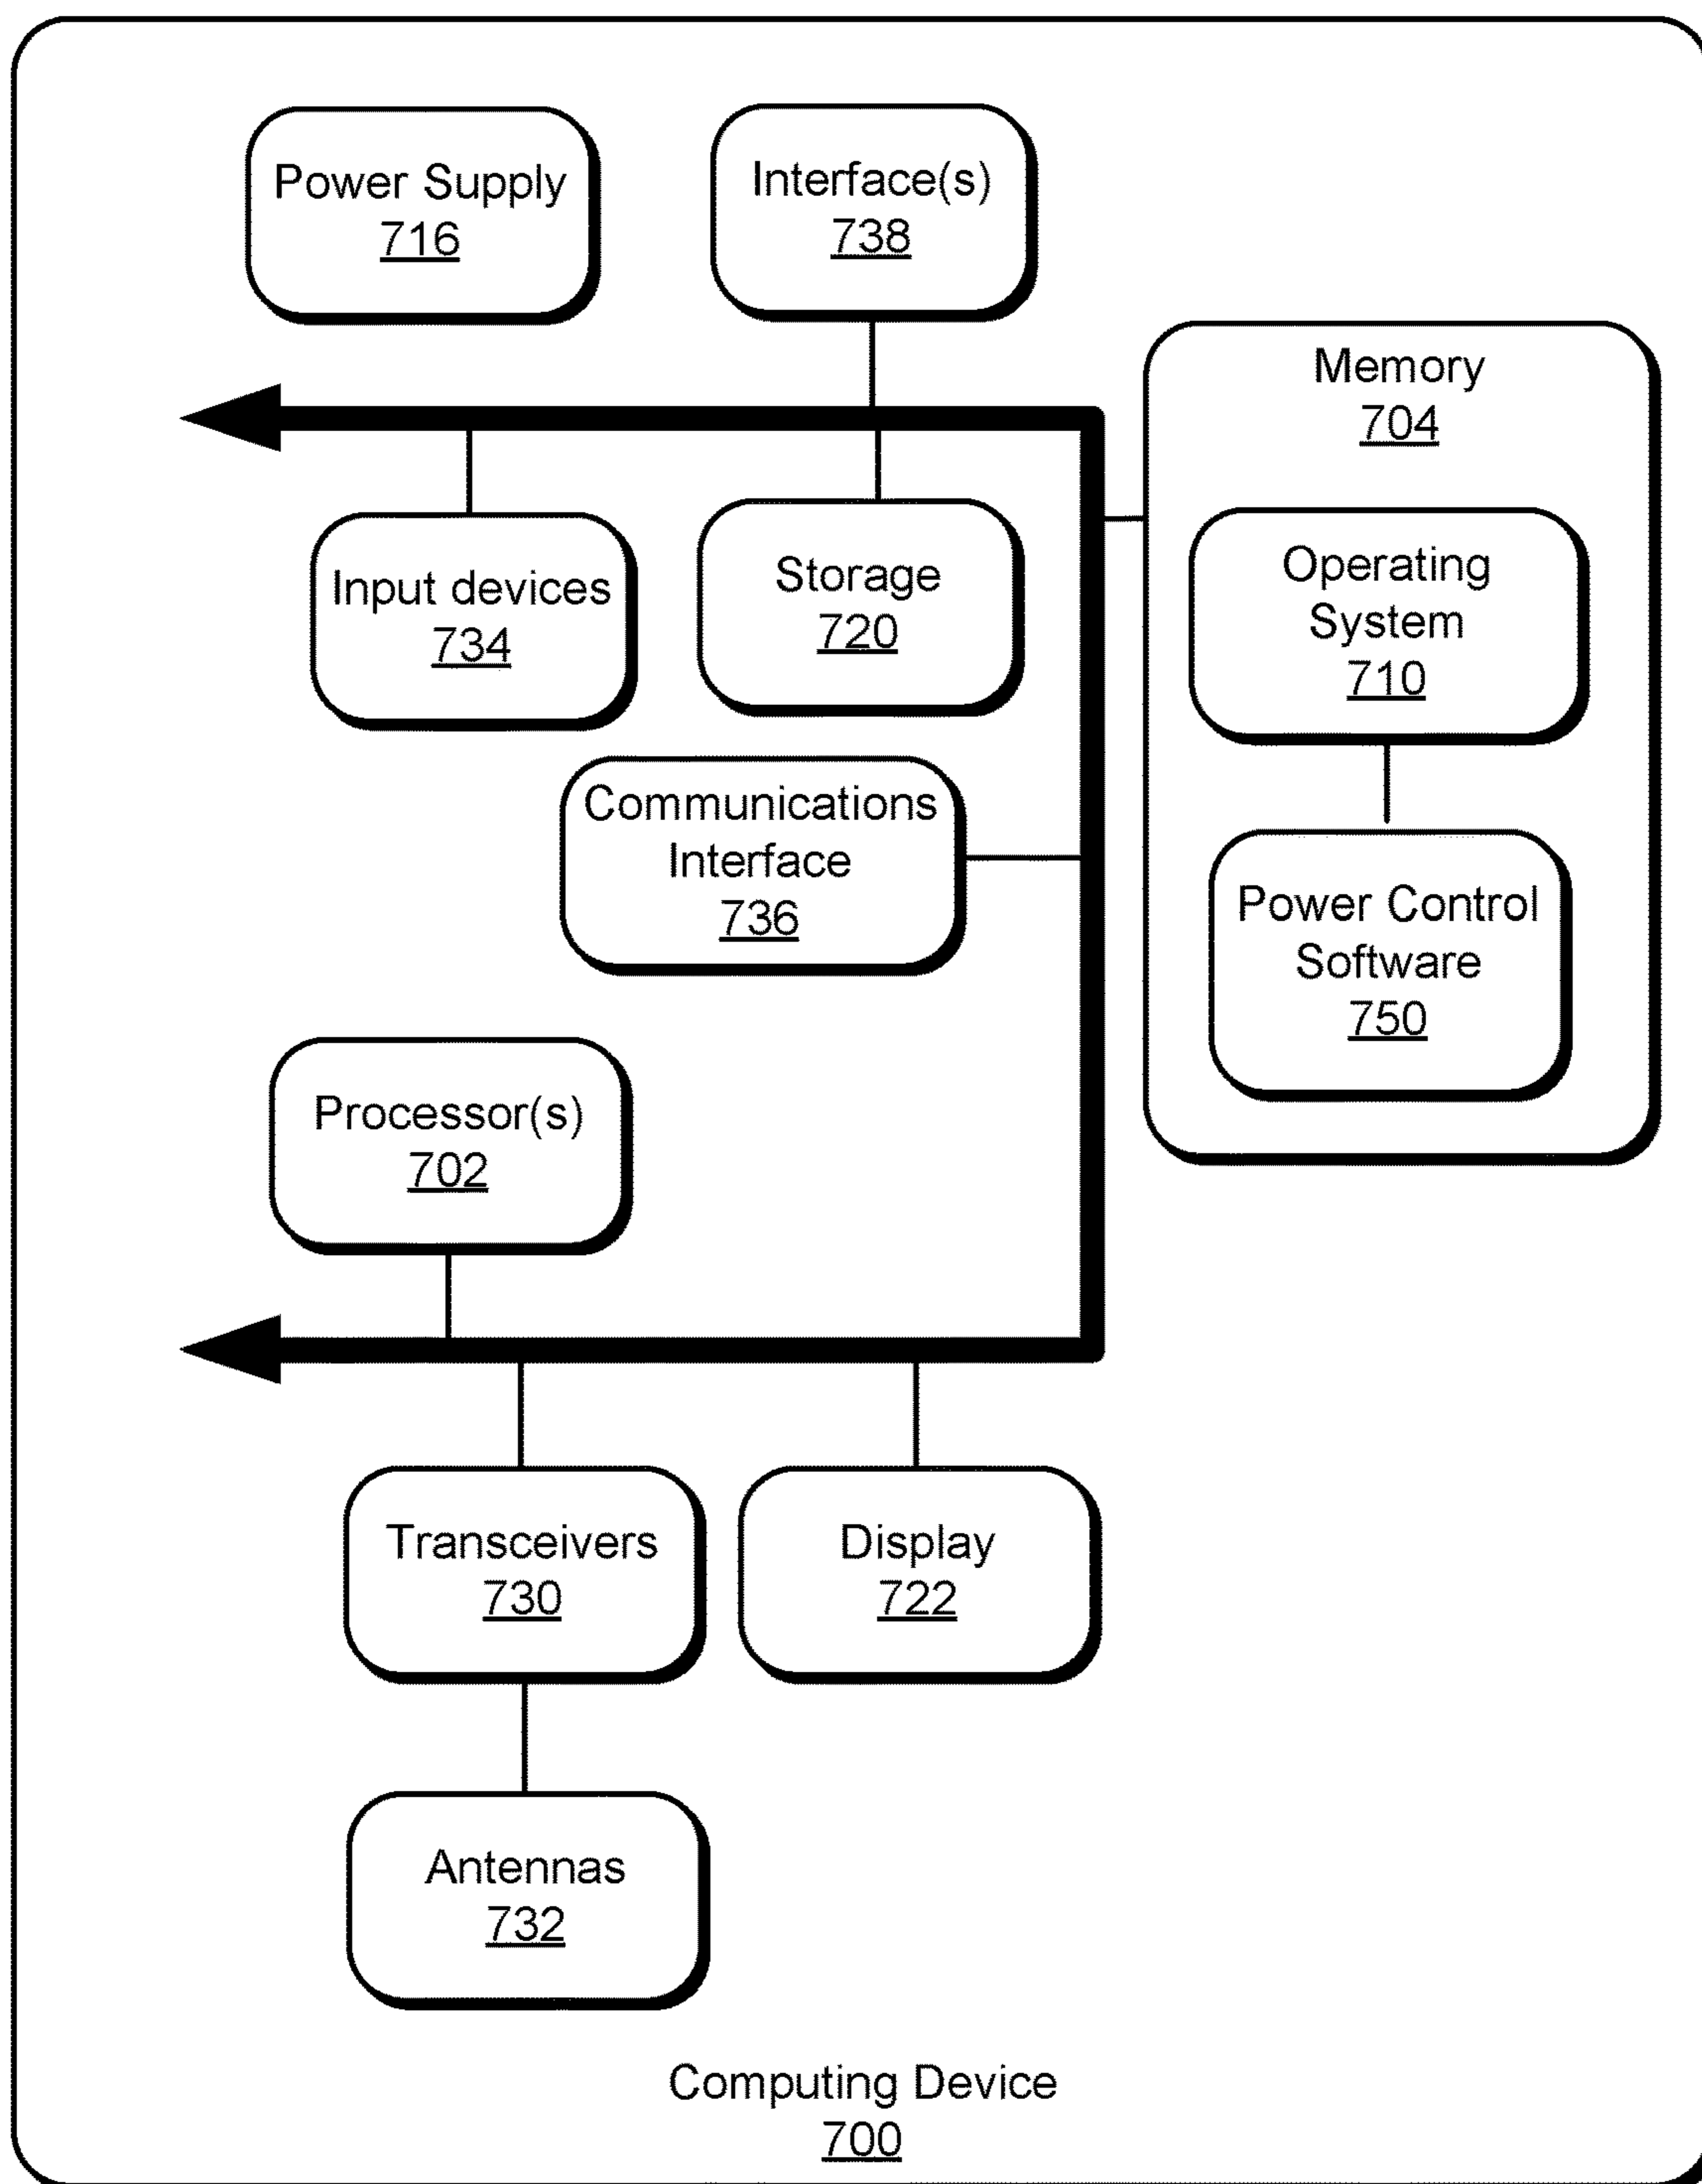 Power Supply
716
Interface(s)
738
Memory
704
Input devices
734
Storage
720
Operating
System
710
Communications
Interface
736
Power Control
Software
750
Processor(s)
702
Transceivers
730
Display
722
Antennas
732
Computing Device
700